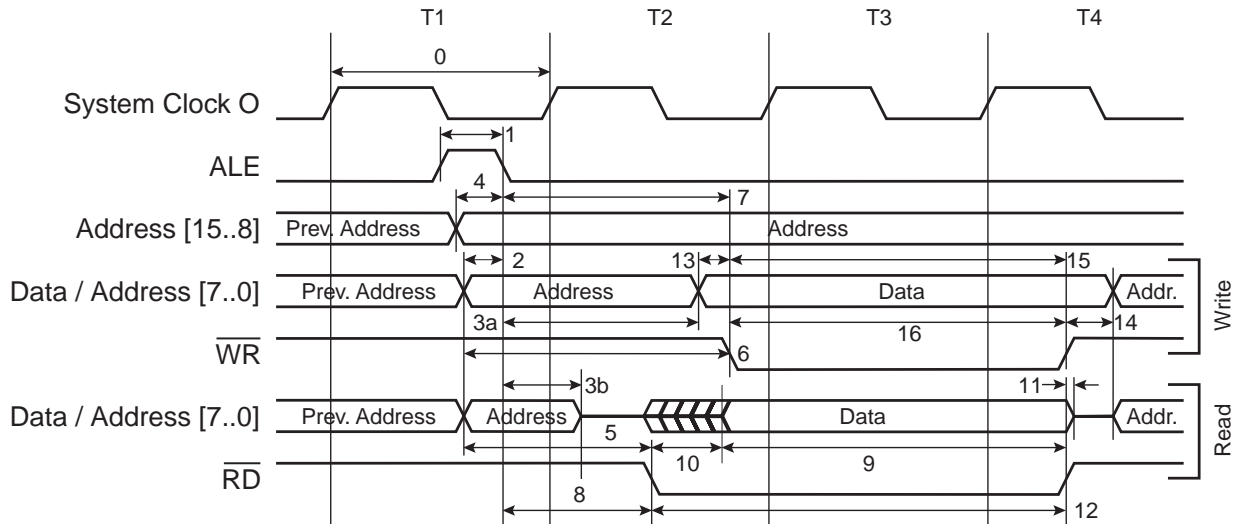 T1 T2 T3 T4
0
System Clock O
1
ALE
4 7
Address [15..8] Prev. Address Address
2 13 15
Data / Address [7..0] Prev. Address Address Data Addr.
3a 16 14
WR 6
Write
3b 11
Data / Address [7..0] Prev. Address Address Data Addr.
5 10 9
RD
8 12
Read